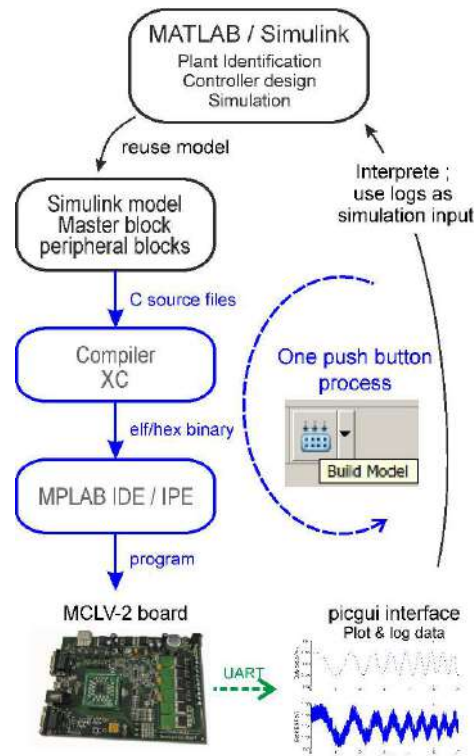 MATLAB / Simulink
Plant Identification
Controller design
Simulation
reuse model
Interprete ;
use logs as
simulation input
Simulink model
Master block
peripheral blocks
C source files
Compiler
XC
One push button
process
Build Model
elf/hex binary
MPLAB IDE / IPE
program
MCLV-2 board
picgui interface
Plot & log data
UART